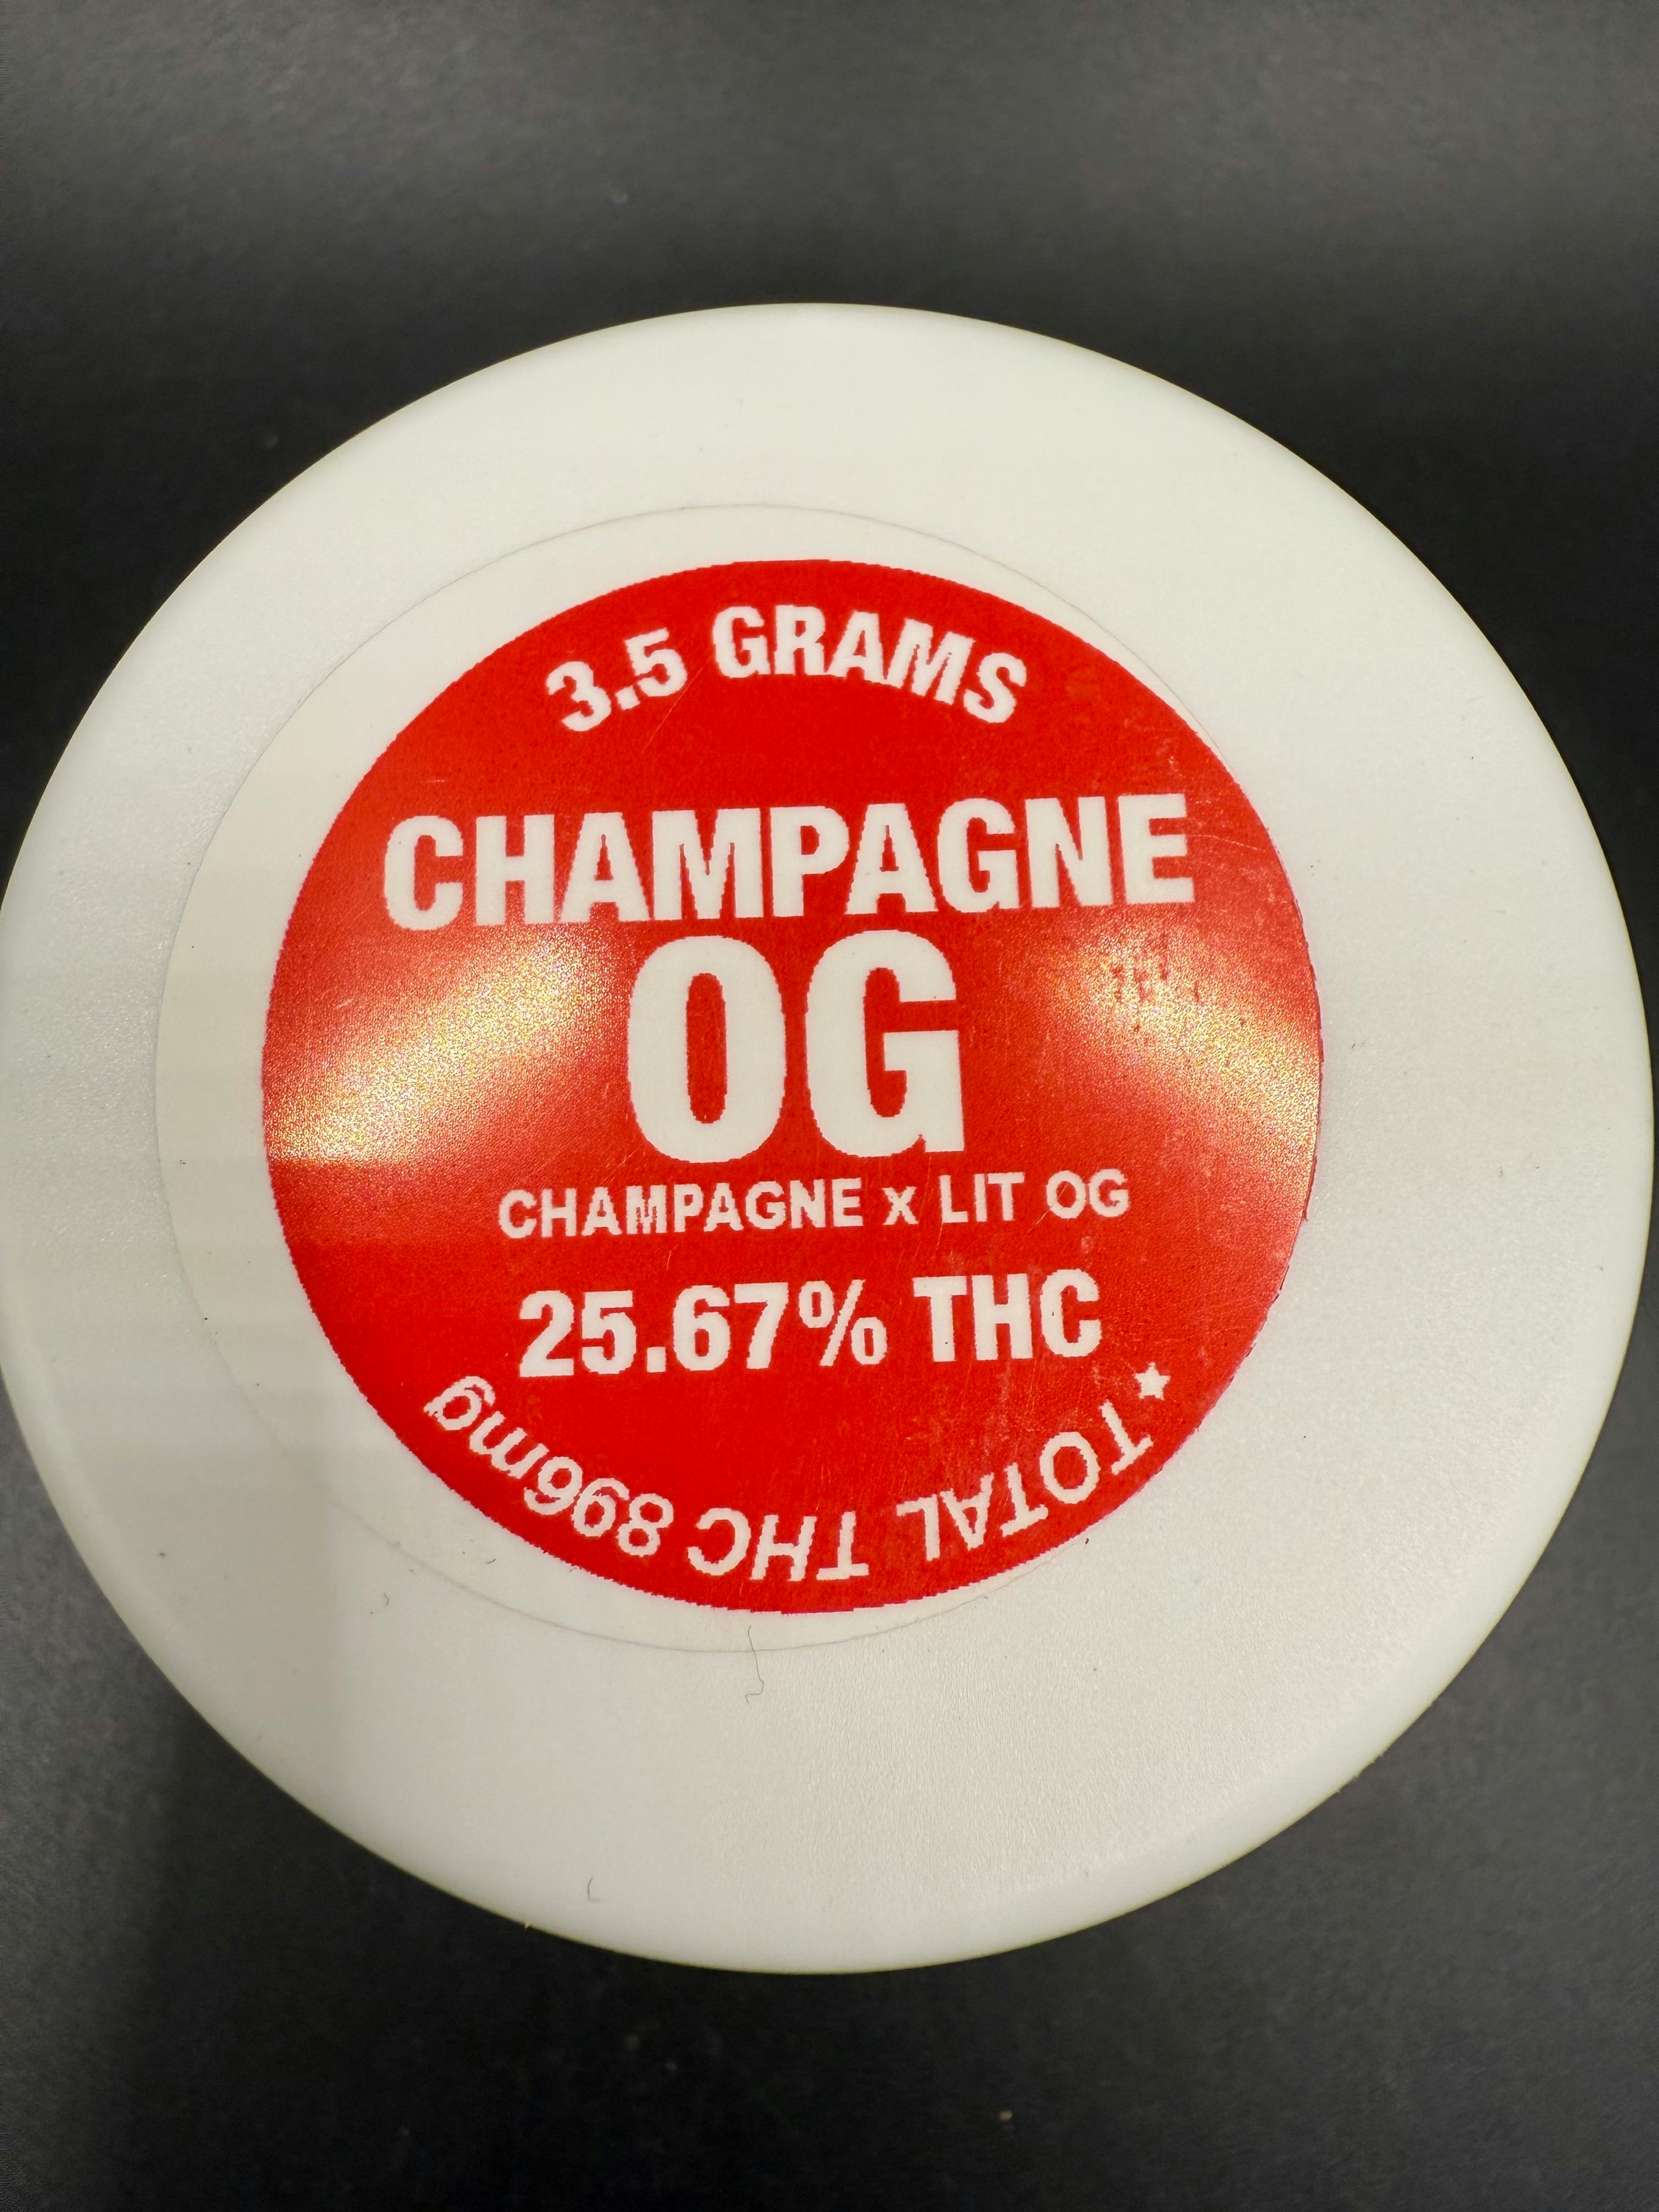 3.5 GRAMS
CHAMPAGNE
OG
CHAMPAGNE x LIT OG
25.67% THC
★TOTAL THC 896mg